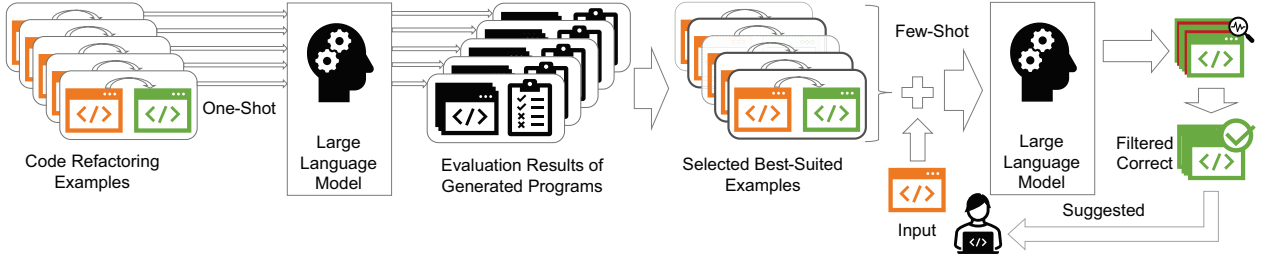 One-Shot
Code Refactoring
Examples
Large
Language
Model
Evaluation Results of
Generated Programs
Selected Best-Suited
Examples
Few-Shot
Input
Large
Language
Model
Filtered
Correct
Suggested